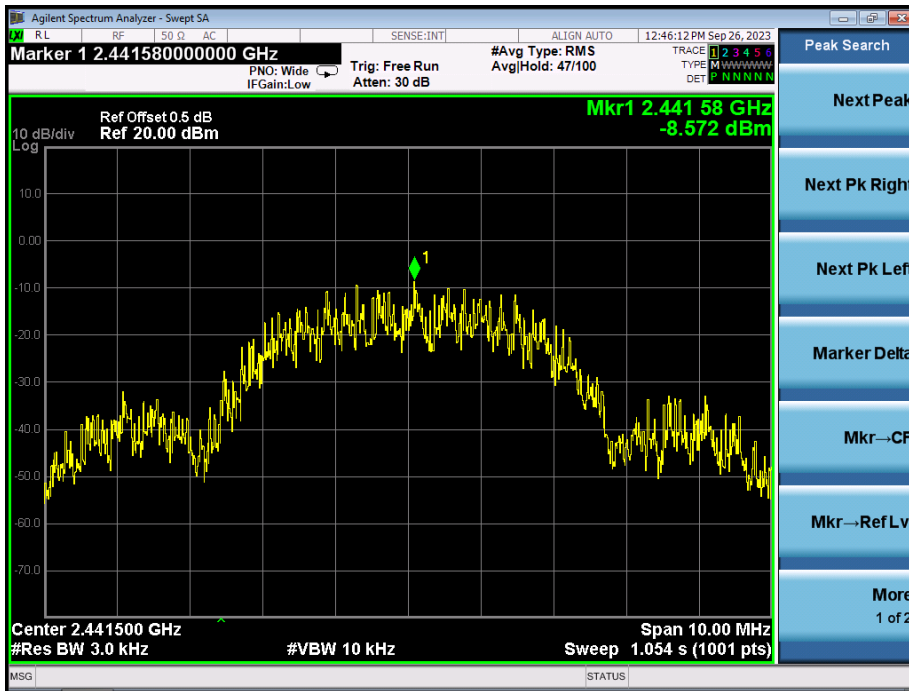 Agilent Spectrum Analyzer - Swept SA
LXI RL RF 50 Ω AC SENSE:INT ALIGN AUTO 12:46:12 PM Sep 26, 2023
Marker 1 2.441580000000 GHz
PNO: Wide
IFGain:Low
Trig: Free Run
Atten: 30 dB
#Avg Type: RMS
Avg|Hold: 47/100
TRACE 1 2 3 4 5 6
TYPE M WWWWW
DET P N N N N N
Peak Search
Mkr1 2.441 58 GHz
-8.572 dBm
Ref Offset 0.5 dB
10 dB/div Ref 20.00 dBm
Log
10.0
0.00
-10.0
-20.0
-30.0
-40.0
-50.0
-60.0
-70.0
1
Center 2.441500 GHz Span 10.00 MHz
#Res BW 3.0 kHz #VBW 10 kHz Sweep 1.054 s (1001 pts)
Next Peak
Next Pk Right
Next Pk Left
Marker Delta
Mkr→CF
Mkr→Ref Lv
More
1 of 2
MSG STATUS